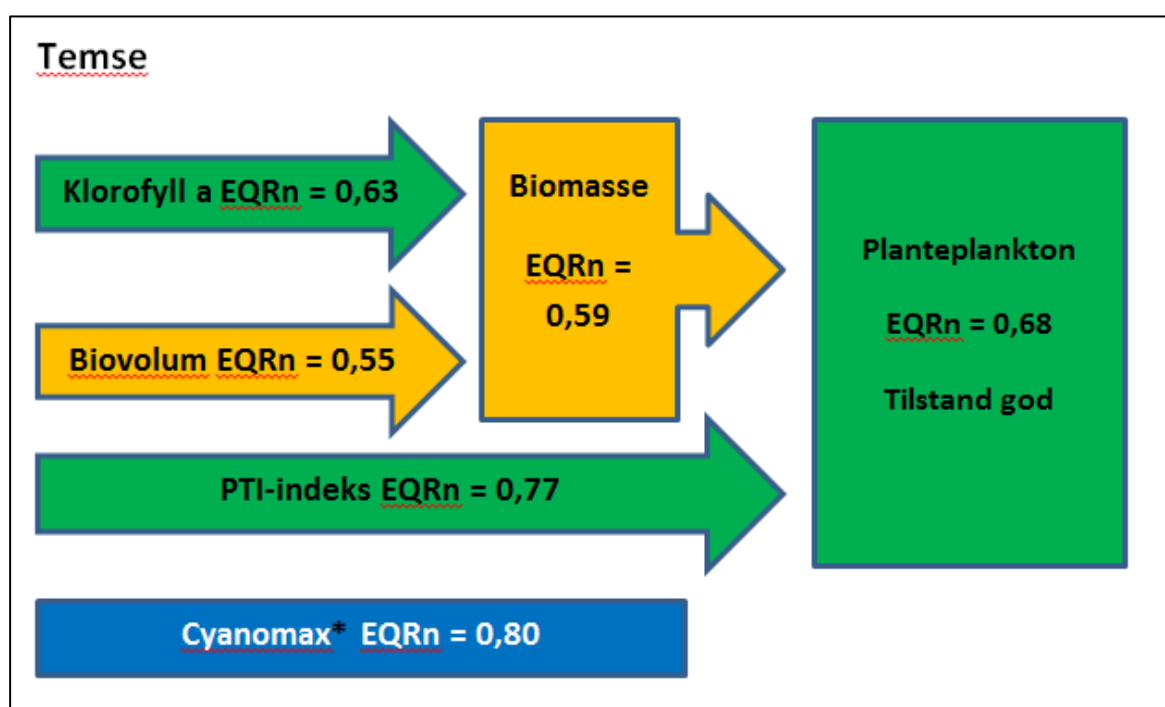 Temse
Klorofyll a EQRn = 0,63
Biomasse
EQRn =
0,59
Biovolum EQRn = 0,55
PTI-indeks EQRn = 0,77
Planteplankton
EQRn = 0,68
Tilstand god
Cyanomax* EQRn = 0,80